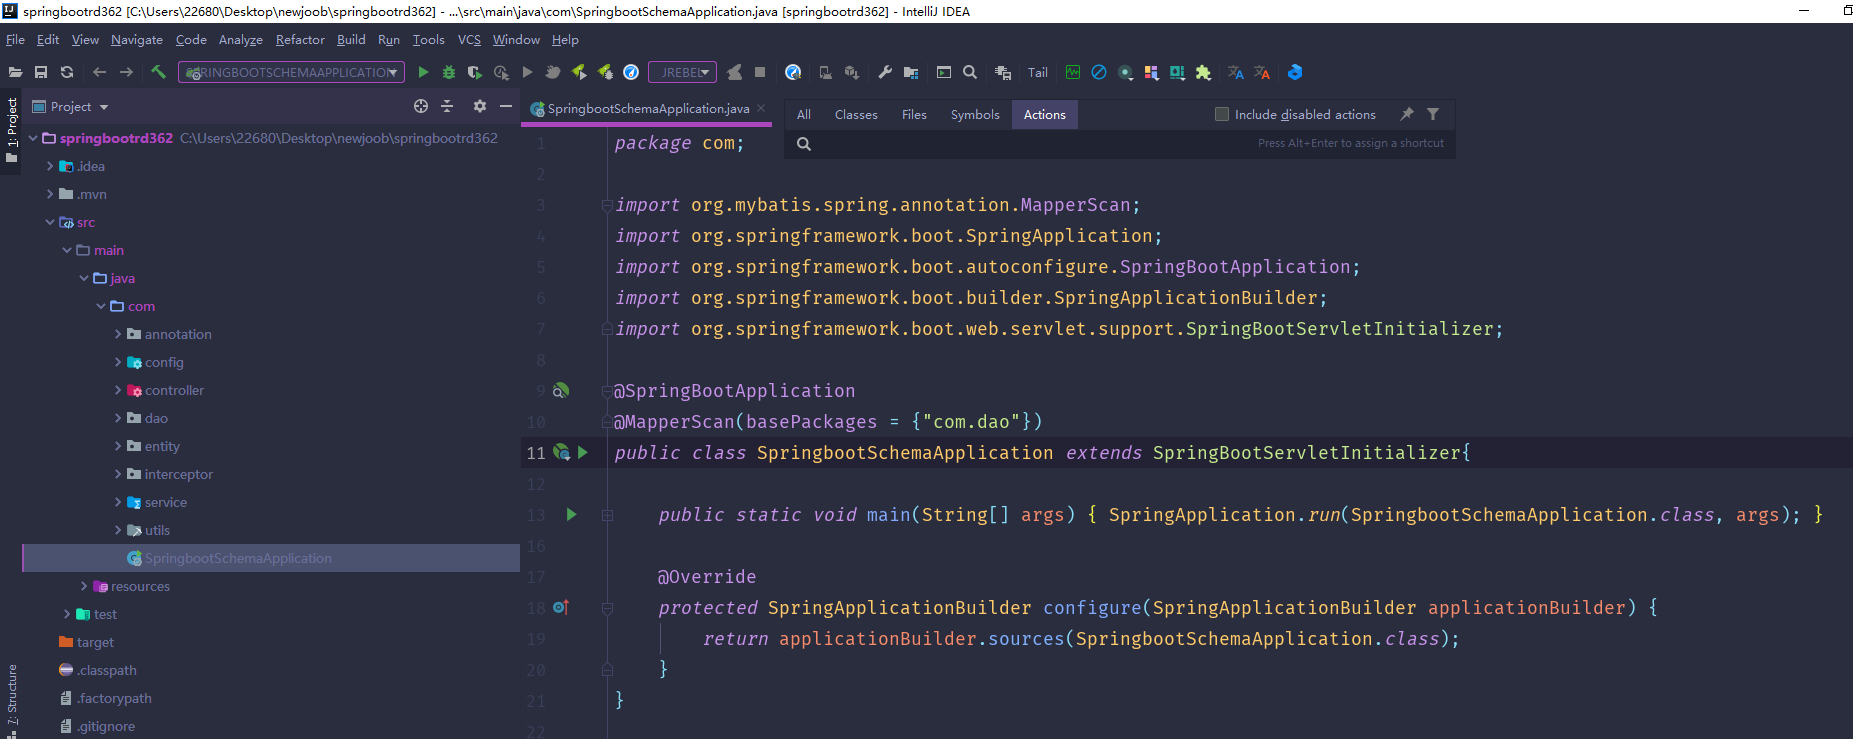 springbootrd362 [C:\Users\22680\Desktop\newjoob\springbootrd362] - ...\src\main\java\com\SpringbootSchemaApplication.java [springbootrd362] - IntelliJ IDEA
File Edit View Navigate Code Analyze Refactor Build Run Tools VCS Window Help
SPRINGBOOTSCHEMAAPPLICATION JREBEL Tail
1: Project
Project
springbootrd362 C:\Users\22680\Desktop\newjoob\springbootrd362
.idea
.mvn
src
main
java
com
annotation
config
controller
dao
entity
interceptor
service
utils
SpringbootSchemaApplication
resources
test
target
.classpath
.factorypath
.gitignore
7: Structure
SpringbootSchemaApplication.java
All Classes Files Symbols Actions Include disabled actions
Press Alt+Enter to assign a shortcut
1 package com;
2
3 import org.mybatis.spring.annotation.MapperScan;
4 import org.springframework.boot.SpringApplication;
5 import org.springframework.boot.autoconfigure.SpringBootApplication;
6 import org.springframework.boot.builder.SpringApplicationBuilder;
7 import org.springframework.boot.web.servlet.support.SpringBootServletInitializer;
8
9 @SpringBootApplication
10 @MapperScan(basePackages = {"com.dao"})
11 public class SpringbootSchemaApplication extends SpringBootServletInitializer{
12
13 public static void main(String[] args) { SpringApplication.run(SpringbootSchemaApplication.class, args); }
16
17 @Override
18 protected SpringApplicationBuilder configure(SpringApplicationBuilder applicationBuilder) {
19 return applicationBuilder.sources(SpringbootSchemaApplication.class);
20 }
21 }
22